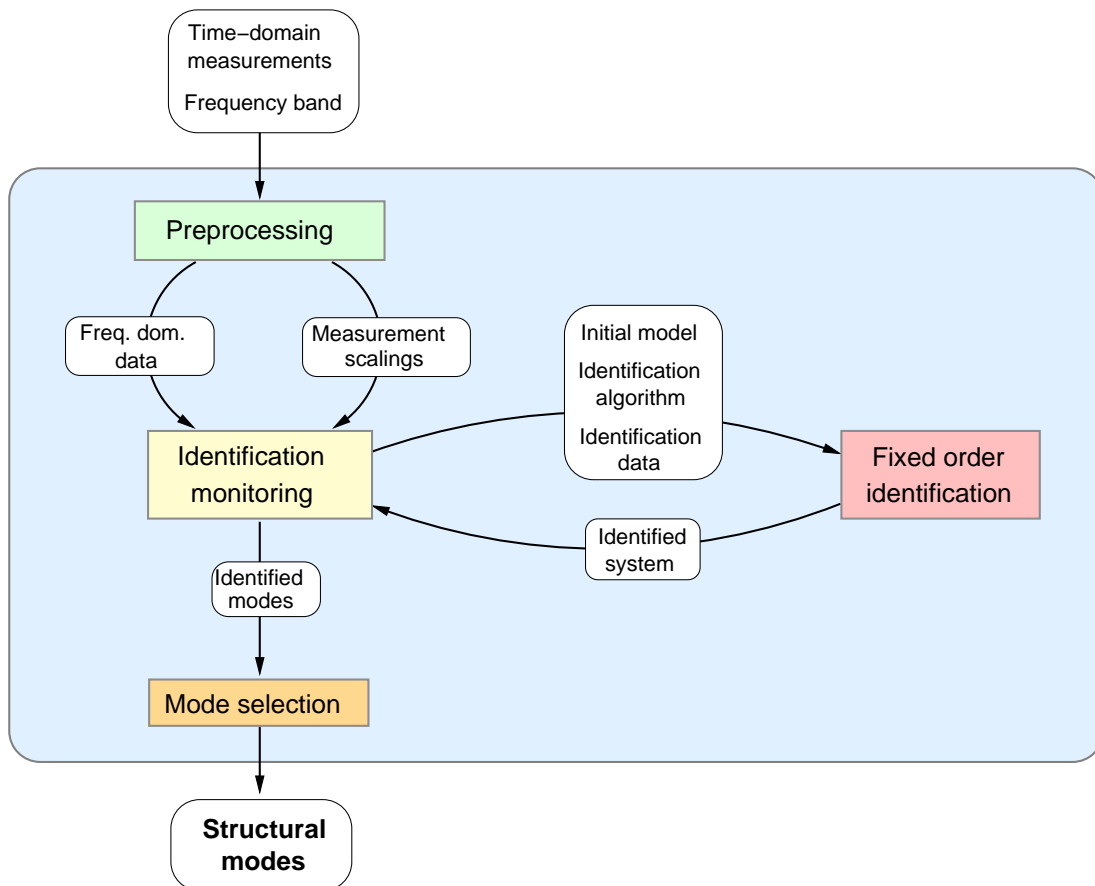 Time−domain
measurements
Frequency band
Preprocessing
Freq. dom.
data
Measurement
scalings
Initial model
Identification
algorithm
Identification
data
Identification
monitoring
Fixed order
identification
Identified
system
Identified
modes
Mode selection
Structural
modes